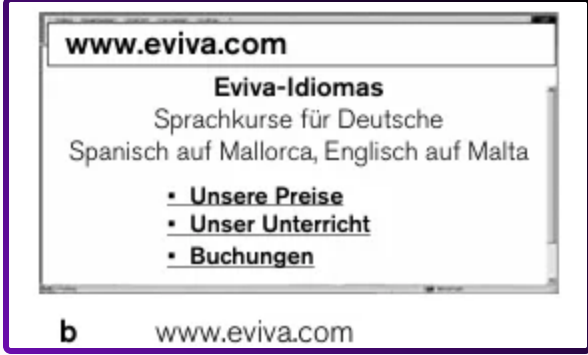 www.eviva.com
Eviva-Idiomas
Sprachkurse für Deutsche
Spanisch auf Mallorca, Englisch auf Malta
▪ Unsere Preise
▪ Unser Unterricht
▪ Buchungen
b www.eviva.com